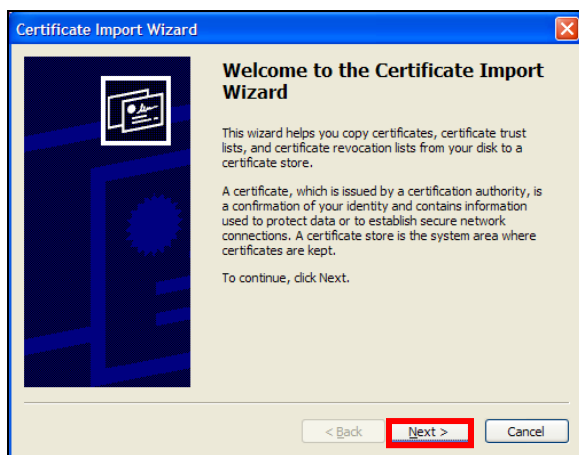 Certificate Import Wizard
Welcome to the Certificate Import
Wizard
This wizard helps you copy certificates, certificate trust
lists, and certificate revocation lists from your disk to a
certificate store.
A certificate, which is issued by a certification authority, is
a confirmation of your identity and contains information
used to protect data or to establish secure network
connections. A certificate store is the system area where
certificates are kept.
To continue, click Next.
< Back Next > Cancel